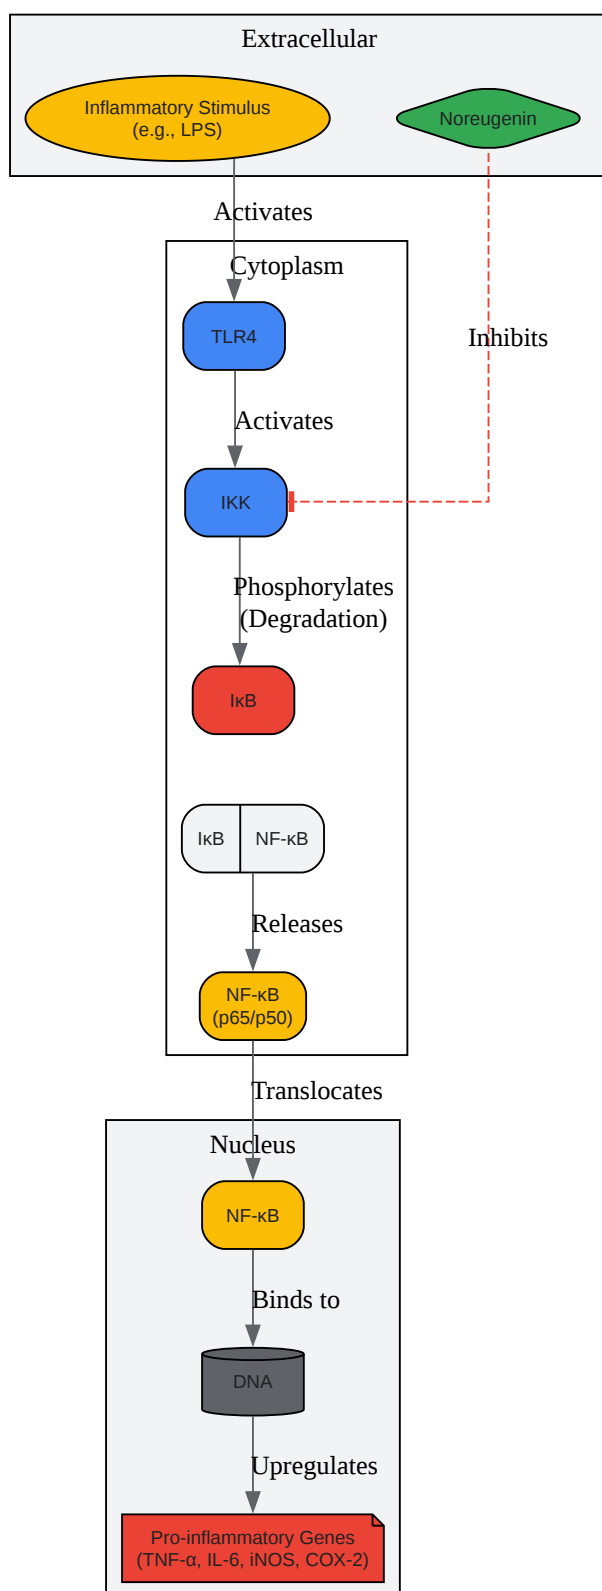 Extracellular
Inflammatory Stimulus
(e.g., LPS)
Noreugenin
Activates
Cytoplasm
TLR4
Inhibits
Activates
IKK
Phosphorylates
(Degradation)
IκB
IκB
NF-κB
Releases
NF-κB
(p65/p50)
Translocates
Nucleus
NF-κB
Binds to
DNA
Upregulates
Pro-inflammatory Genes
(TNF-α, IL-6, iNOS, COX-2)